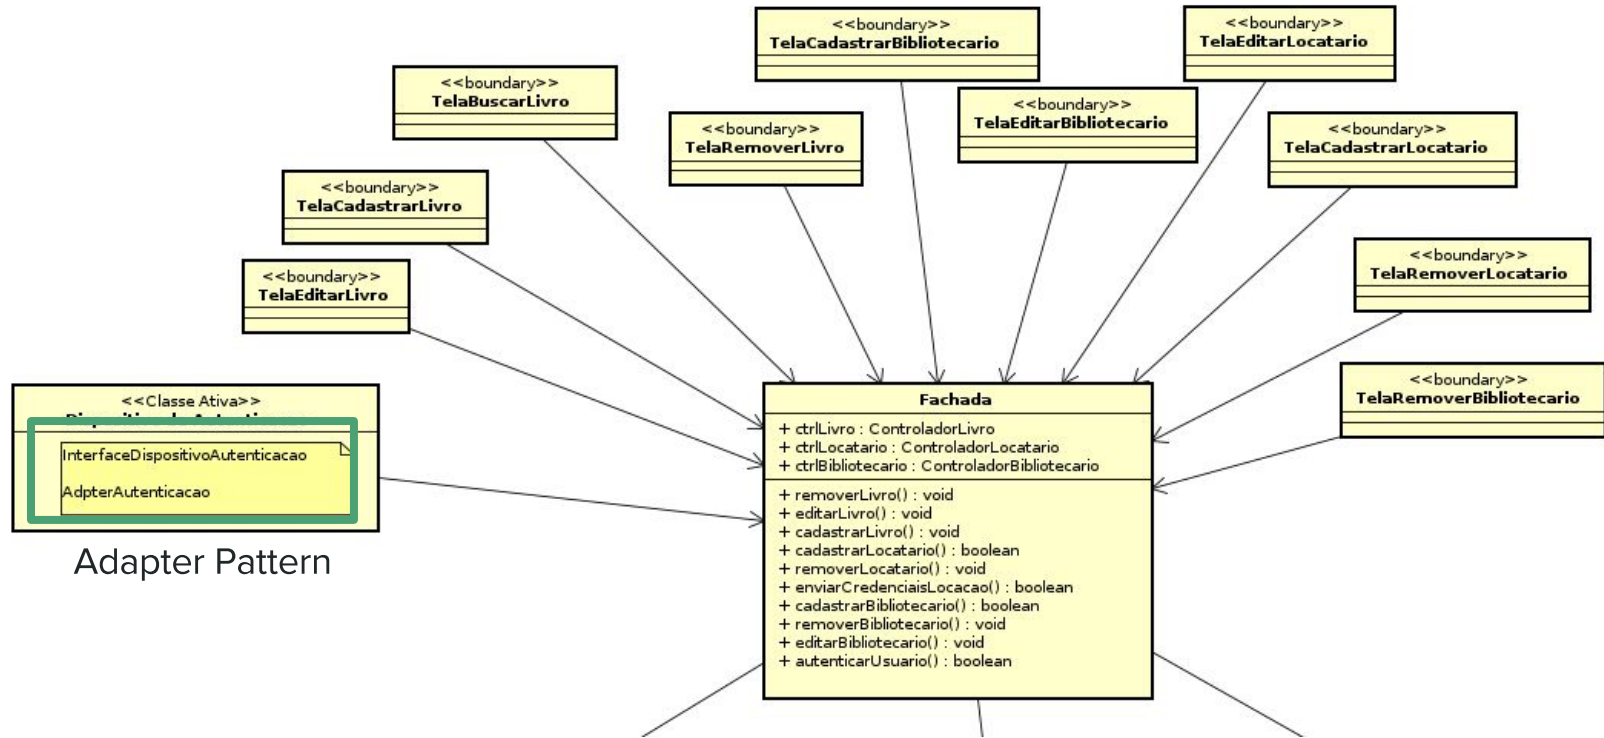 <<boundary>>
TelaCadastrarBibliotecario
<<boundary>>
TelaEditarLocatario
<<boundary>>
TelaBuscarLivro
<<boundary>>
TelaEditarBibliotecario
<<boundary>>
TelaRemoverLivro
<<boundary>>
TelaCadastrarLocatario
<<boundary>>
TelaCadastrarLivro
<<boundary>>
TelaRemoverLocatario
<<boundary>>
TelaEditarLivro
<<boundary>>
TelaRemoverBibliotecario
<<Classe Ativa>>
InterfaceDispositivoAutenticacao
AdpterAutenticacao
Adapter Pattern
Fachada
+ ctrlLivro : ControladorLivro
+ ctrlLocatario : ControladorLocatario
+ ctrlBibliotecario : ControladorBibliotecario
+ removerLivro() : void
+ editarLivro() : void
+ cadastrarLivro() : void
+ cadastrarLocatario() : boolean
+ removerLocatario() : void
+ enviarCredenciaisLocacao() : boolean
+ cadastrarBibliotecario() : boolean
+ removerBibliotecario() : void
+ editarBibliotecario() : void
+ autenticarUsuario() : boolean